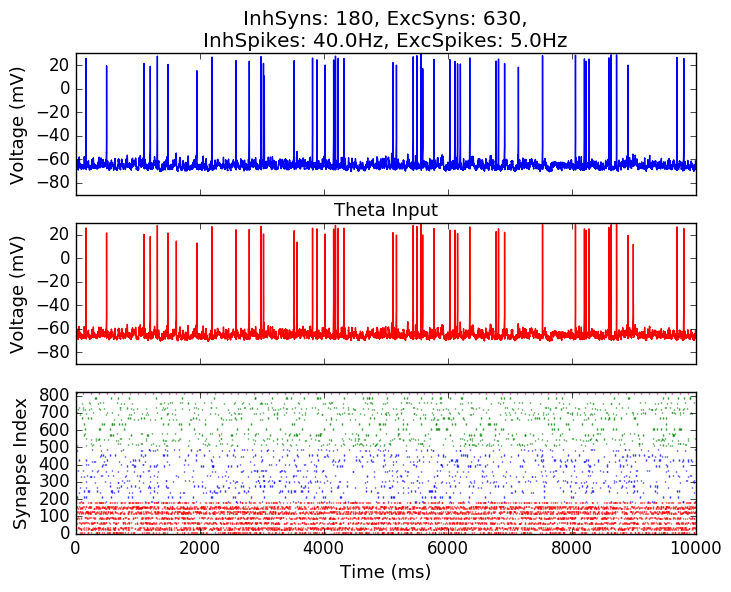 InhSyns: 180, ExcSyns: 630,
InhSpikes: 40.0Hz, ExcSpikes: 5.0Hz
20
0
−20
−40
−60
−80
Voltage (mV)
Theta Input
20
0
−20
−40
−60
−80
Voltage (mV)
800
700
600
500
400
300
200
100
0
Synapse Index
0 2000 4000 6000 8000 10000
Time (ms)